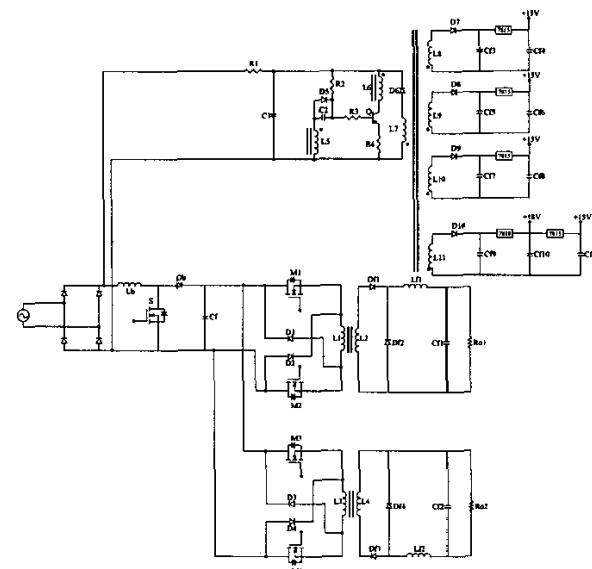 +15V
D7
7815
R1
L8
Cf3
Cf4
+15V
R2
L6
D8
7815
D5
D6
C2
Q
L9
Cf5
Cf6
R3
L7
+15V
L5
R4
D9
7815
L10
Cf7
Cf8
D10
+18V
+15V
7818
7815
L11
Cf9
Cf10
M1
Df1
Lf1
Lb
Db
S
Cf
D1
D2
L1
L2
Df2
Cf1
Ro1
M2
M3
D3
D4
L3
L4
Df4
Cf2
Ro2
Df3
Lf2